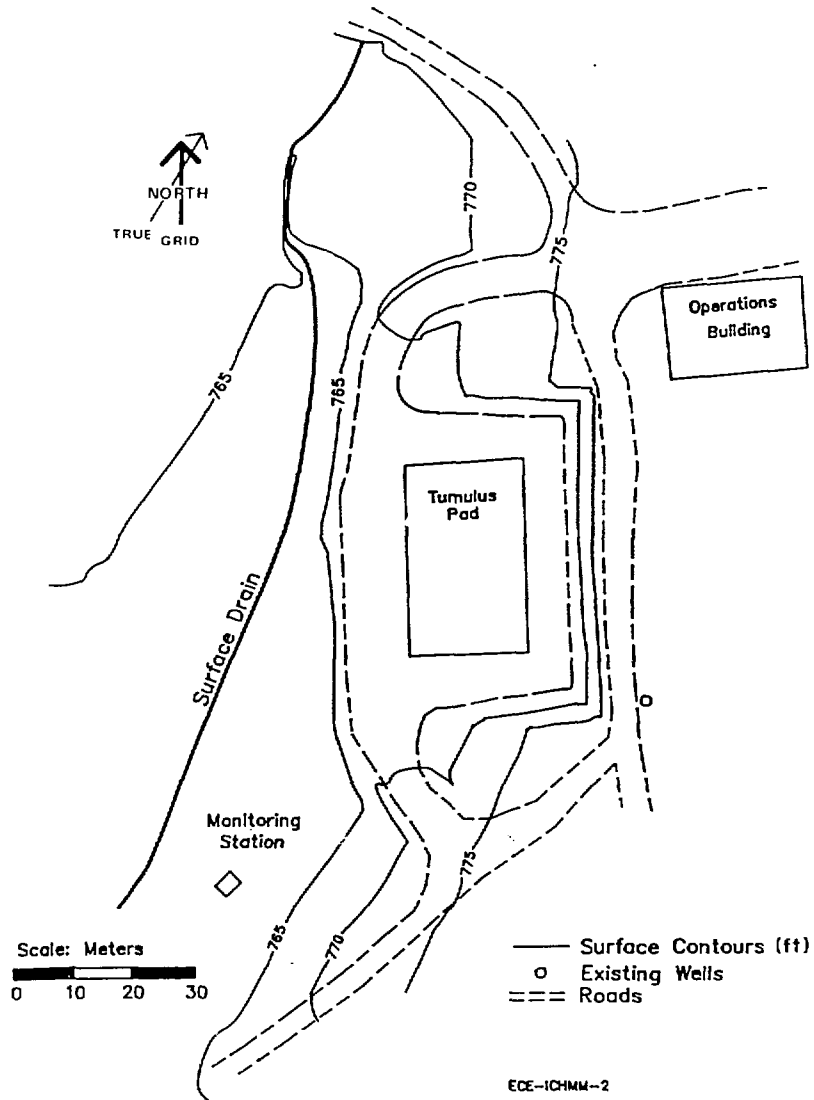 NORTH
TRUE GRID
770
775
Operations
Building
765
765
Tumulus
Pad
Surface Drain
Monitoring
Station
775
765
770
Scale: Meters
0 10 20 30
Surface Contours (ft)
Existing Wells
Roads
ECE-ICHMM-2